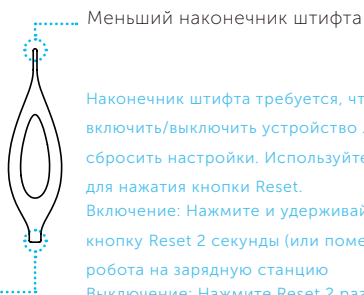 Меньший наконечник штифта
Наконечник штифта требуется,
включить/выключить устройство
сбросить настройки.
для нажатия кнопки Reset.
Включение: Нажмите и
кнопку Reset 2 секунды (или
робота на зарядную станцию
Выключение: Нажмите Reset 2